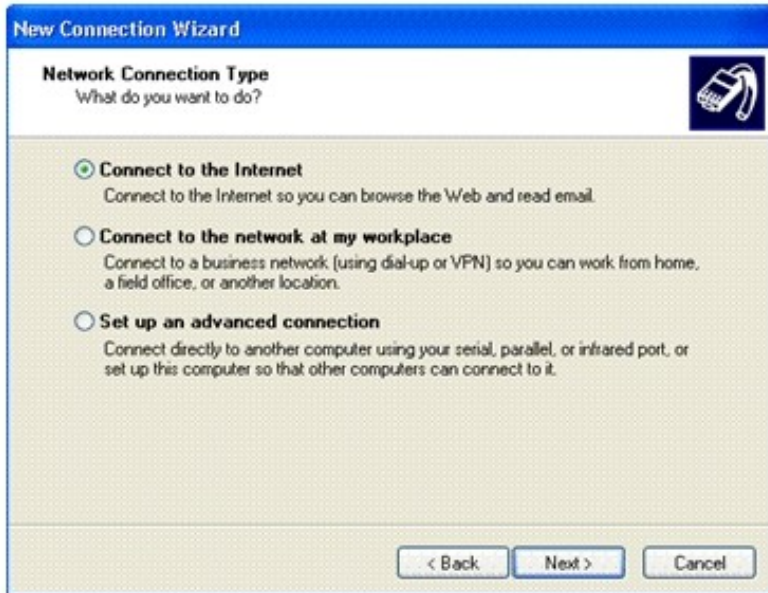 New Connection Wizard
Network Connection Type
What do you want to do?
Connect to the Internet
Connect to the Internet so you can browse the Web and read email.
Connect to the network at my workplace
Connect to a business network (using dial-up or VPN) so you can work from home,
a field office, or another location.
Set up an advanced connection
Connect directly to another computer using your serial, parallel, or infrared port, or
set up this computer so that other computers can connect to it.
< Back Next > Cancel